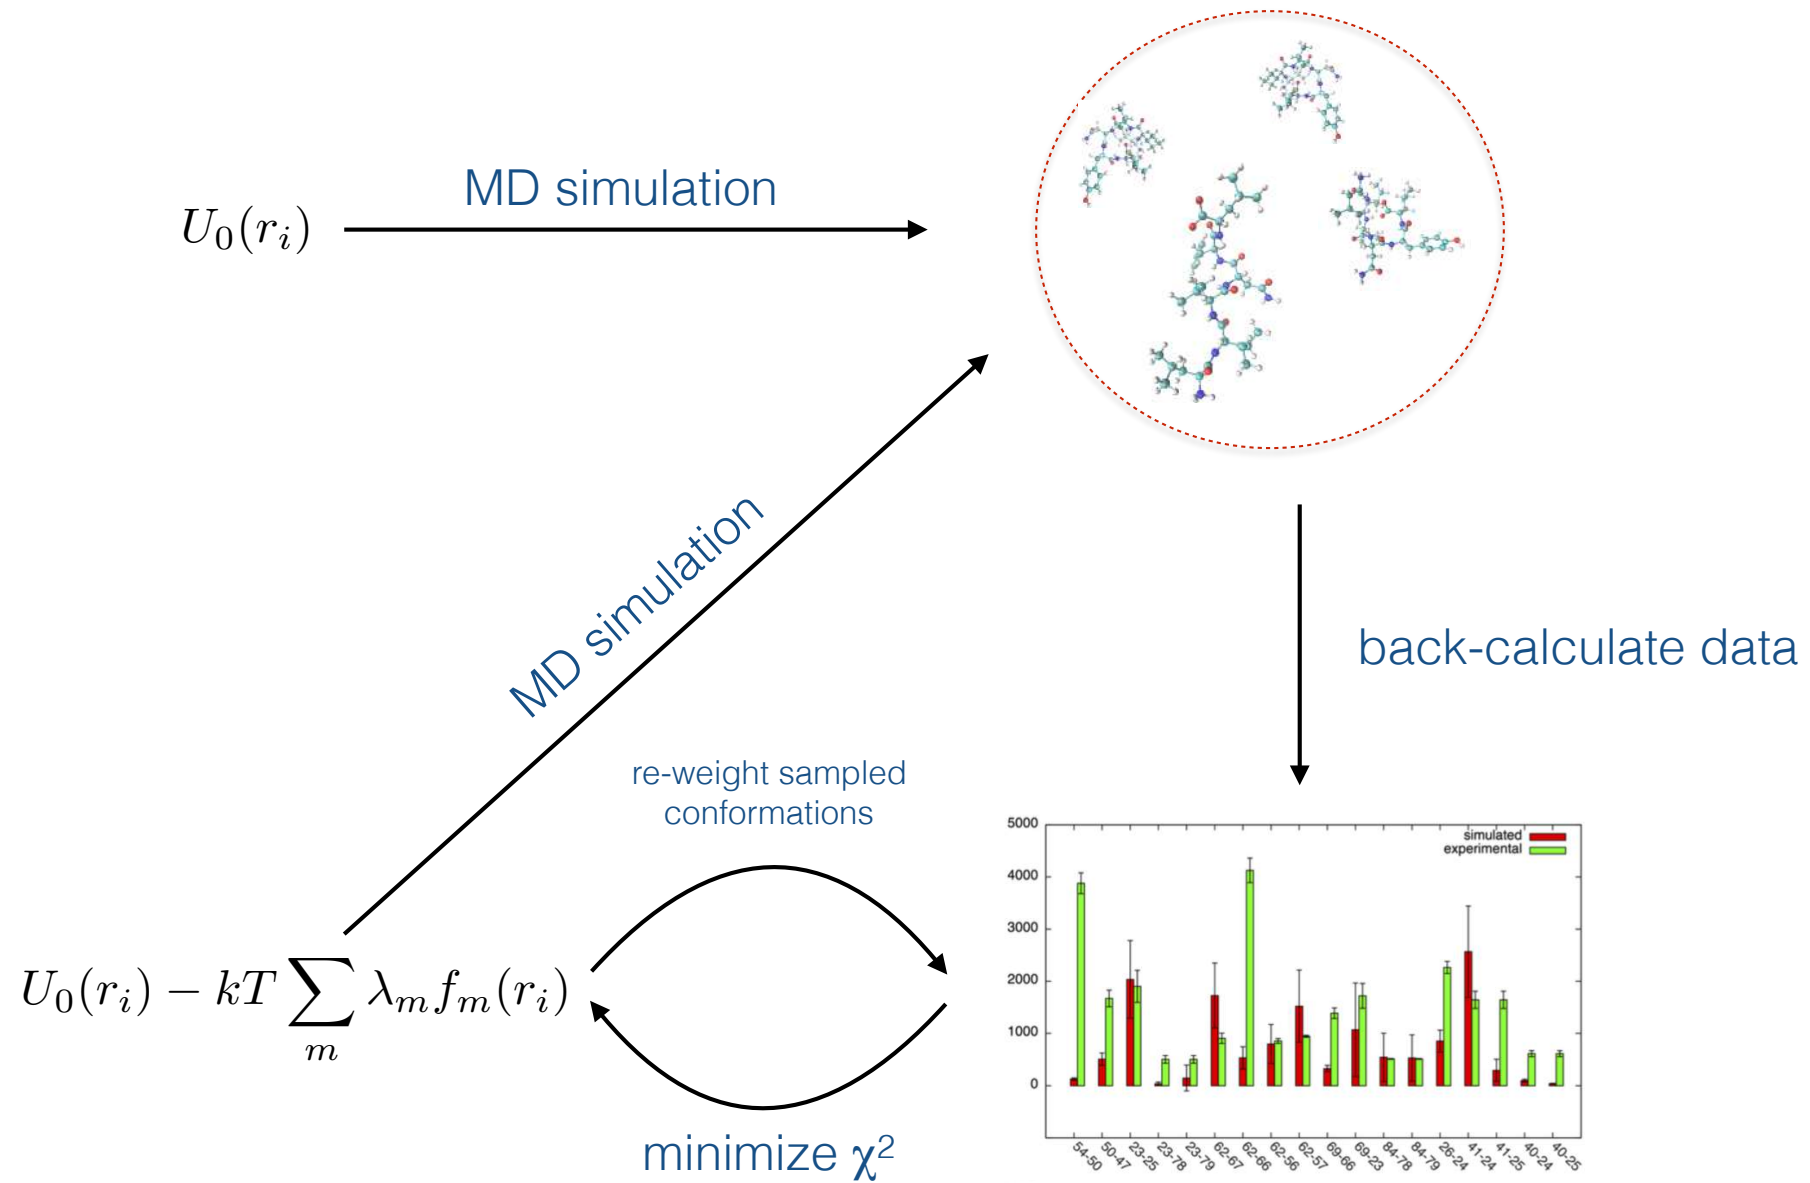 MD simulation
U₀(rᵢ)
MD simulation
back-calculate data
re-weight sampled
conformations
U₀(rᵢ) − kT ∑ₘ λₘfₘ(rᵢ)
minimize χ²
simulated
experimental
5000
4000
3000
2000
1000
0
54-50 50-47 23-25 23-78 23-79 62-67 62-66 62-56 62-57 69-66 69-23 84-78 84-79 26-24 41-24 41-25 40-24 40-25